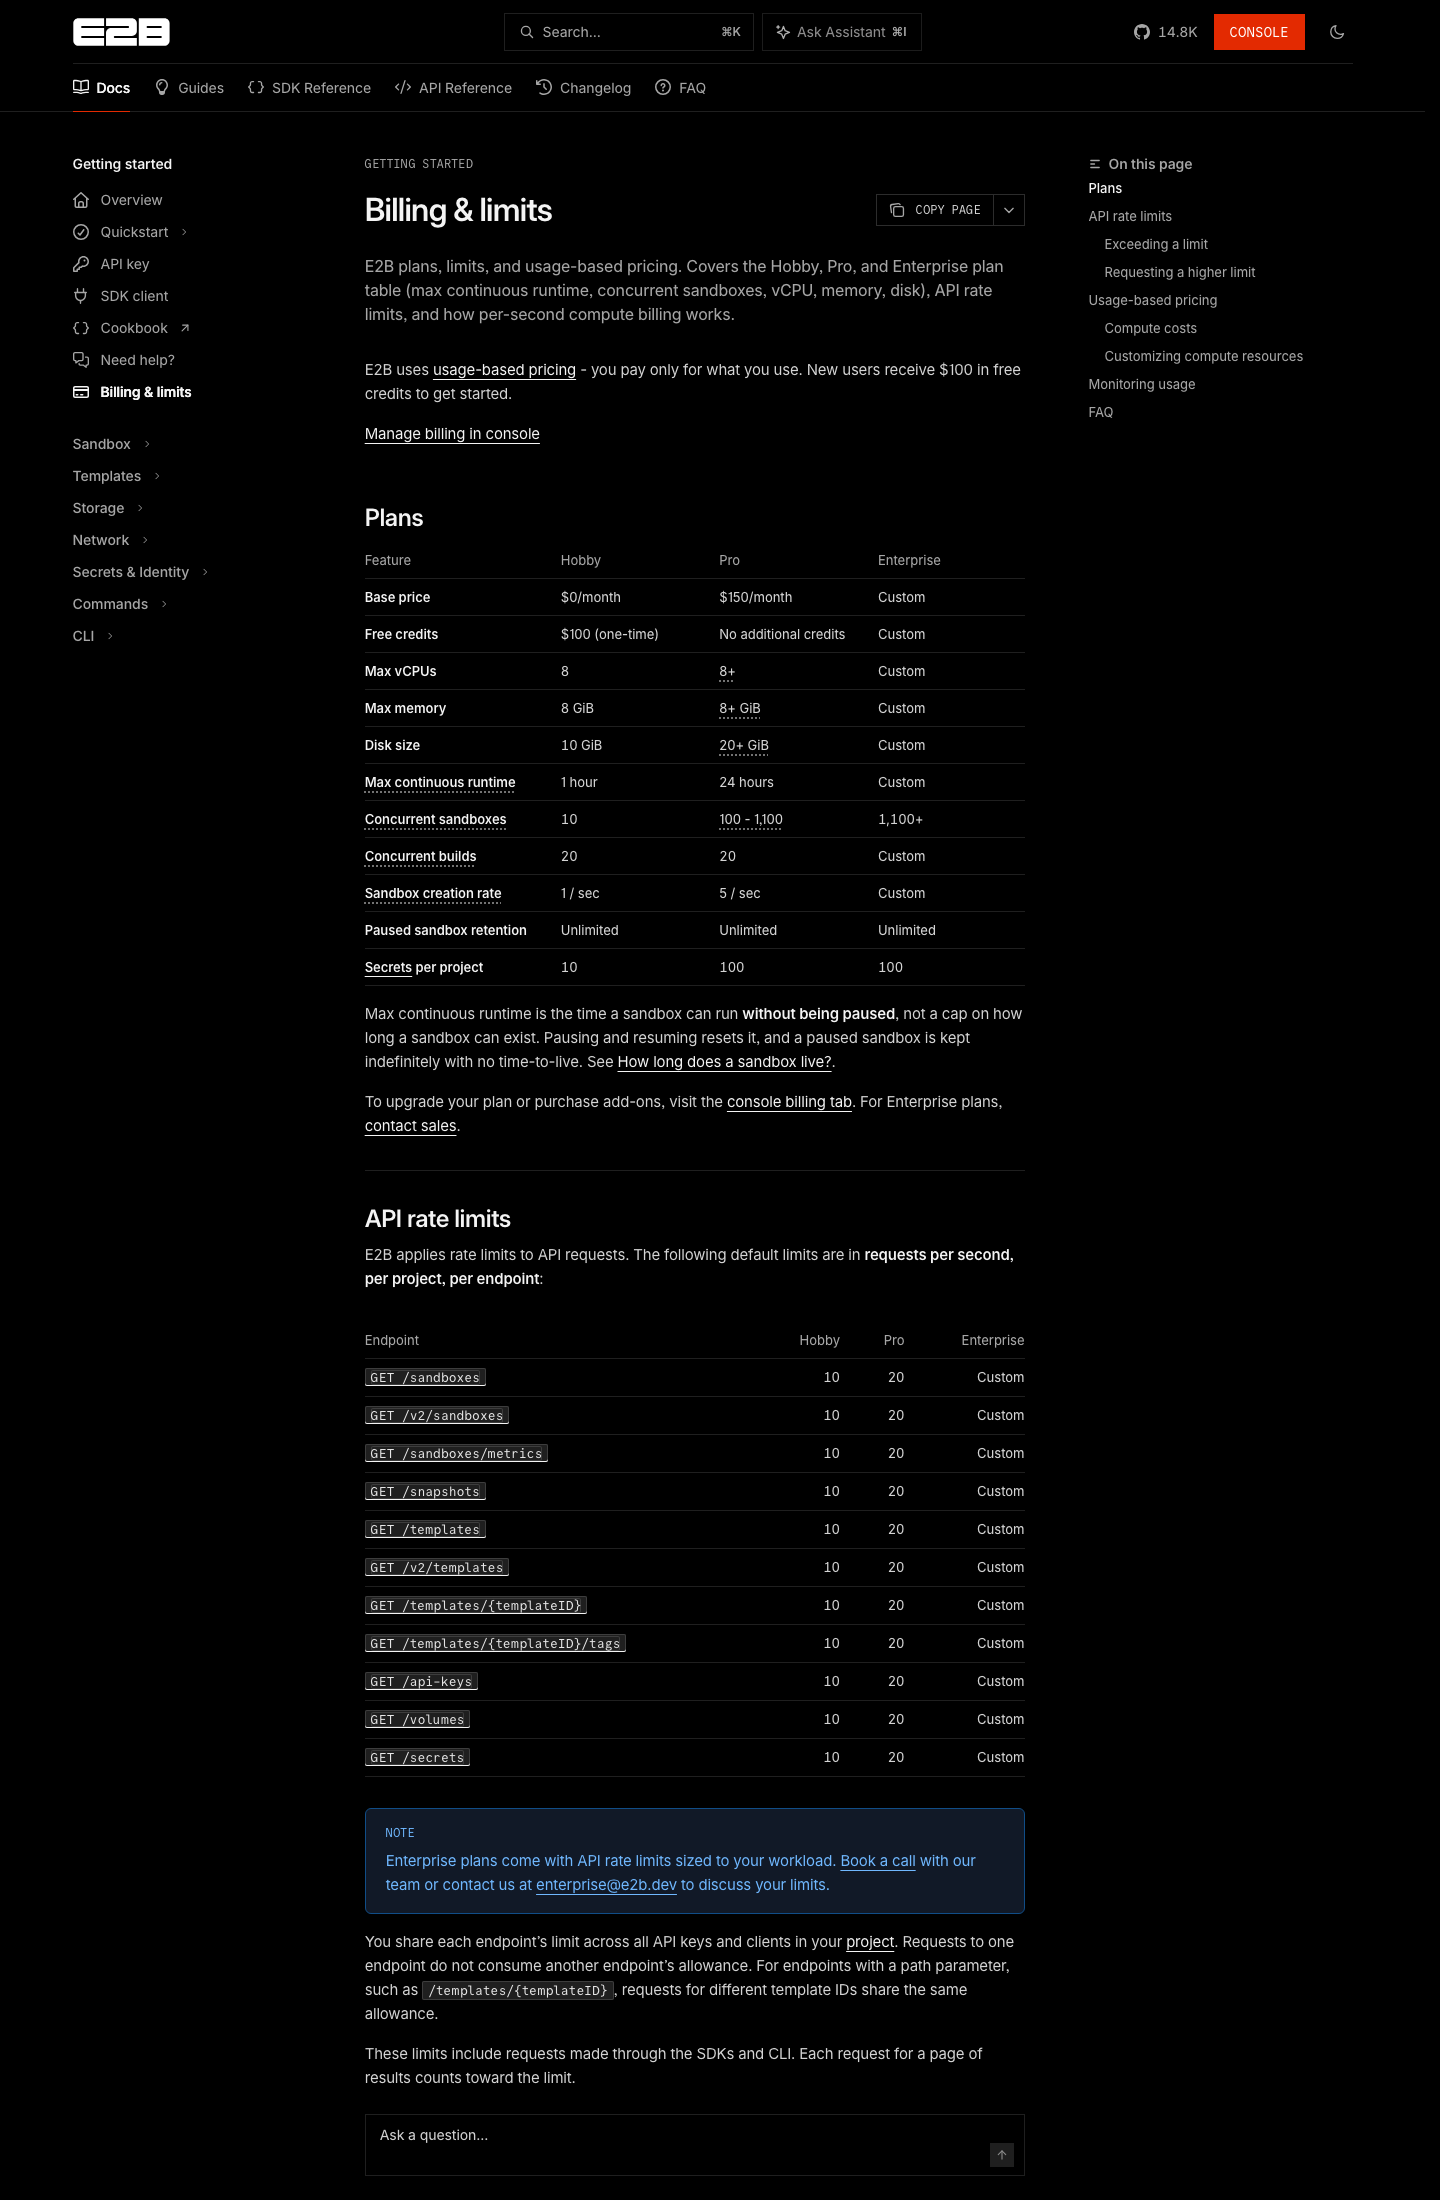 E2B
Search...
⌘K
Ask Assistant ⌘I
14.8K
CONSOLE
Docs
Guides
SDK Reference
API Reference
Changelog
FAQ
Getting started
Overview
Quickstart
API key
SDK client
Cookbook
Need help?
Billing & limits
Sandbox
Templates
Storage
Network
Secrets & Identity
Commands
CLI
GETTING STARTED
Billing & limits
COPY PAGE
E2B plans, limits, and usage-based pricing. Covers the Hobby, Pro, and Enterprise plan
table (max continuous runtime, concurrent sandboxes, vCPU, memory, disk), API rate
limits, and how per-second compute billing works.
E2B uses usage-based pricing - you pay only for what you use. New users receive $100 in free
credits to get started.
Manage billing in console
Plans
Feature Hobby Pro Enterprise
Base price $0/month $150/month Custom
Free credits $100 (one-time) No additional credits Custom
Max vCPUs 8 8+ Custom
Max memory 8 GiB 8+ GiB Custom
Disk size 10 GiB 20+ GiB Custom
Max continuous runtime 1 hour 24 hours Custom
Concurrent sandboxes 10 100 - 1,100 1,100+
Concurrent builds 20 20 Custom
Sandbox creation rate 1 / sec 5 / sec Custom
Paused sandbox retention Unlimited Unlimited Unlimited
Secrets per project 10 100 100
Max continuous runtime is the time a sandbox can run without being paused, not a cap on how
long a sandbox can exist. Pausing and resuming resets it, and a paused sandbox is kept
indefinitely with no time-to-live. See How long does a sandbox live?.
To upgrade your plan or purchase add-ons, visit the console billing tab. For Enterprise plans,
contact sales.
API rate limits
E2B applies rate limits to API requests. The following default limits are in requests per second,
per project, per endpoint:
Endpoint Hobby Pro Enterprise
GET /sandboxes 10 20 Custom
GET /v2/sandboxes 10 20 Custom
GET /sandboxes/metrics 10 20 Custom
GET /snapshots 10 20 Custom
GET /templates 10 20 Custom
GET /v2/templates 10 20 Custom
GET /templates/{templateID} 10 20 Custom
GET /templates/{templateID}/tags 10 20 Custom
GET /api-keys 10 20 Custom
GET /volumes 10 20 Custom
GET /secrets 10 20 Custom
NOTE
Enterprise plans come with API rate limits sized to your workload. Book a call with our
team or contact us at enterprise@e2b.dev to discuss your limits.
You share each endpoint’s limit across all API keys and clients in your project. Requests to one
endpoint do not consume another endpoint’s allowance. For endpoints with a path parameter,
such as /templates/{templateID}, requests for different template IDs share the same
allowance.
These limits include requests made through the SDKs and CLI. Each request for a page of
results counts toward the limit.
Ask a question...
On this page
Plans
API rate limits
Exceeding a limit
Requesting a higher limit
Usage-based pricing
Compute costs
Customizing compute resources
Monitoring usage
FAQ